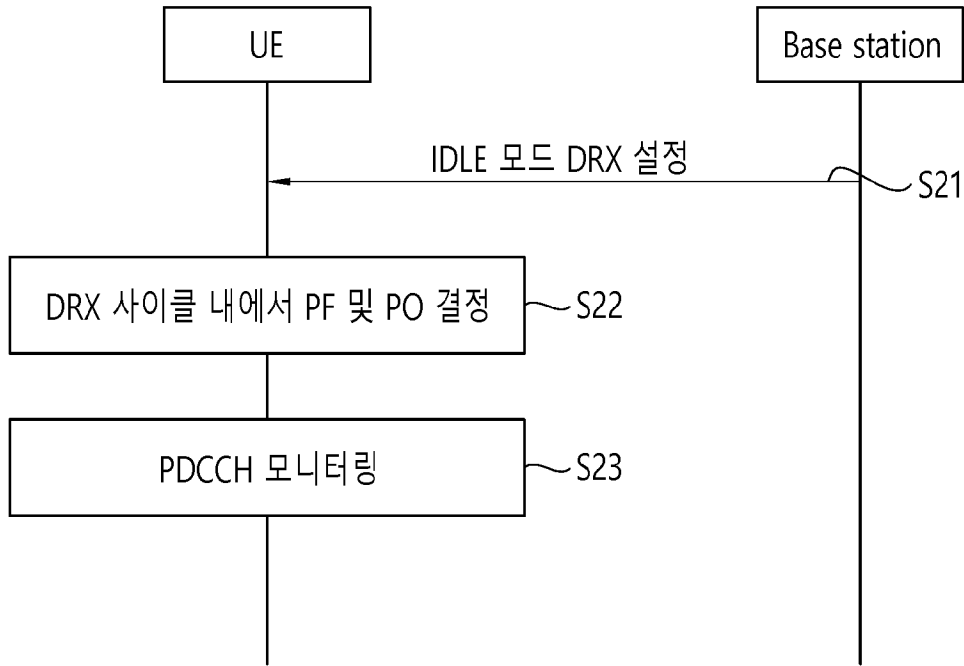 UE
Base station
IDLE 모드 DRX 설정
S21
DRX 사이클 내에서 PF 및 PO 결정
S22
PDCCH 모니터링
S23